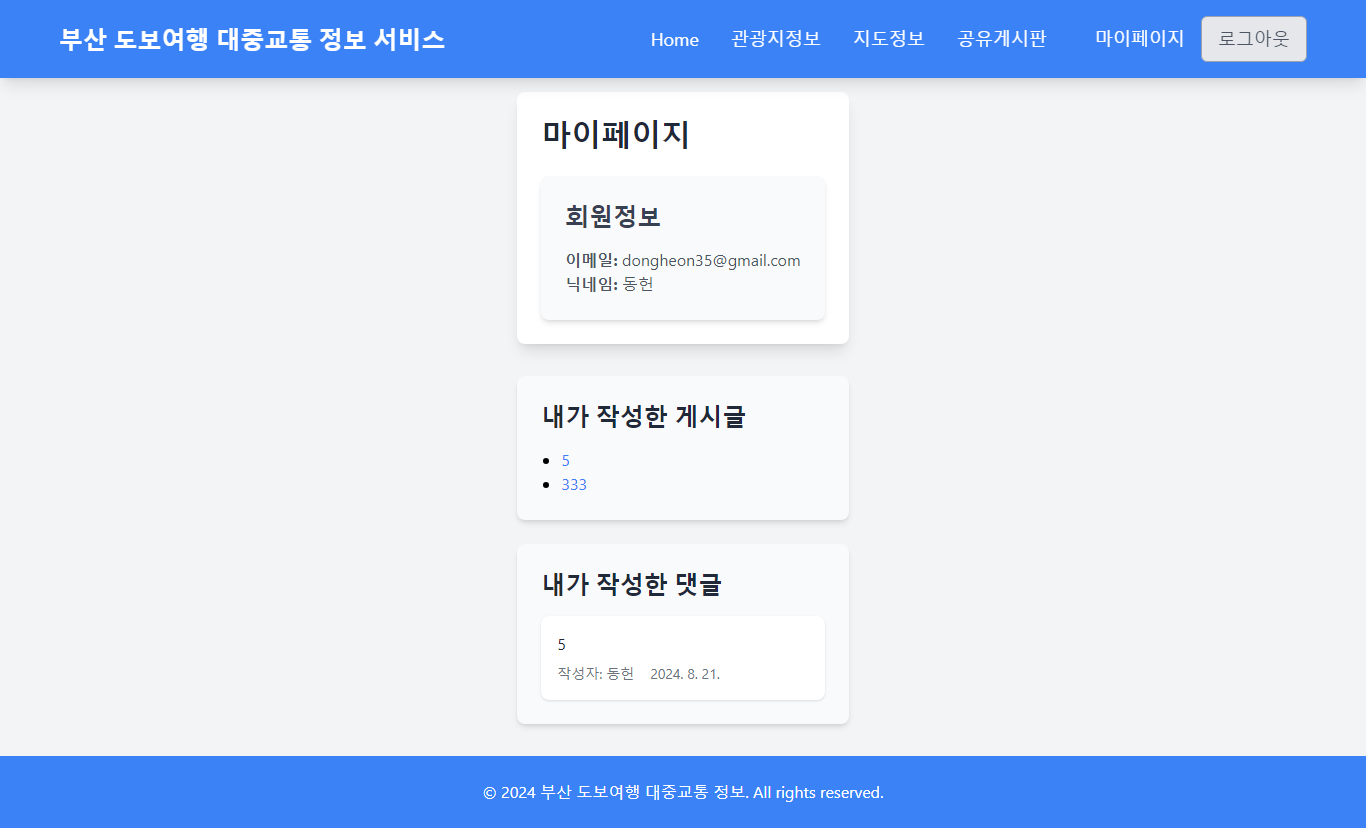 부산 도보여행 대중교통 정보 서비스
Home 관광지정보 지도정보 공유게시판 마이페이지 로그아웃
마이페이지
회원정보
이메일: dongheon35@gmail.com
닉네임: 동헌
내가 작성한 게시글
5
333
내가 작성한 댓글
5
작성자: 동헌 2024. 8. 21.
© 2024 부산 도보여행 대중교통 정보. All rights reserved.